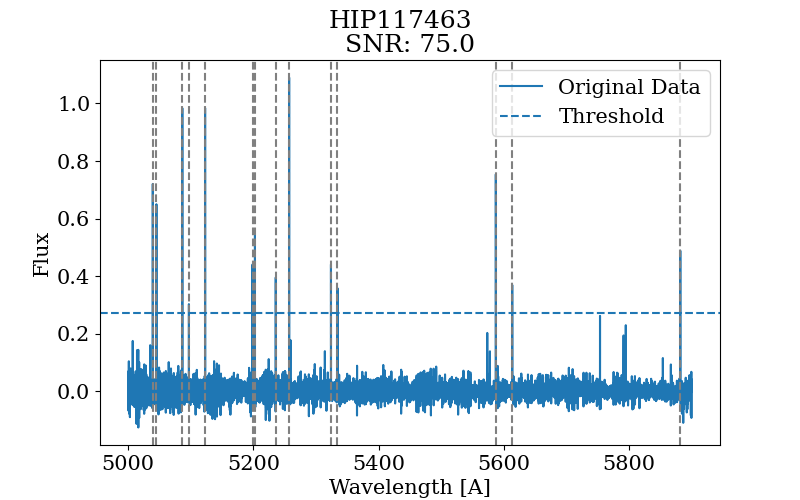 HIP117463
SNR: 75.0
Original Data
Threshold
1.0
0.8
0.6
0.4
0.2
0.0
Flux
5000 5200 5400 5600 5800
Wavelength [A]